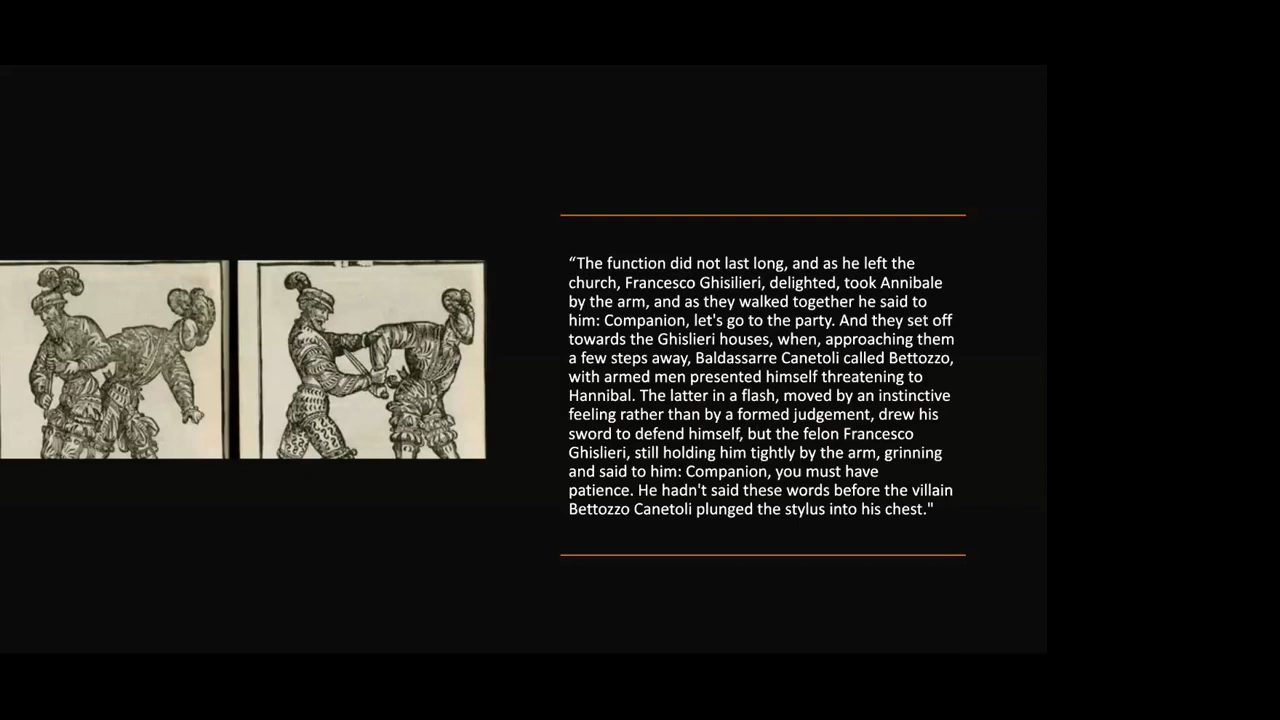 “The function did not last long, and as he left the
church, Francesco Ghisilieri, delighted, took Annibale
by the arm, and as they walked together he said to
him: Companion, let's go to the party. And they set off
towards the Ghislieri houses, when, approaching them
a few steps away, Baldassarre Canetoli called Bettozzo,
with armed men presented himself threatening to
Hannibal. The latter in a flash, moved by an instinctive
feeling rather than by a formed judgement, drew his
sword to defend himself, but the felon Francesco
Ghislieri, still holding him tightly by the arm, grinning
and said to him: Companion, you must have
patience. He hadn't said these words before the villain
Bettozzo Canetoli plunged the stylus into his chest."